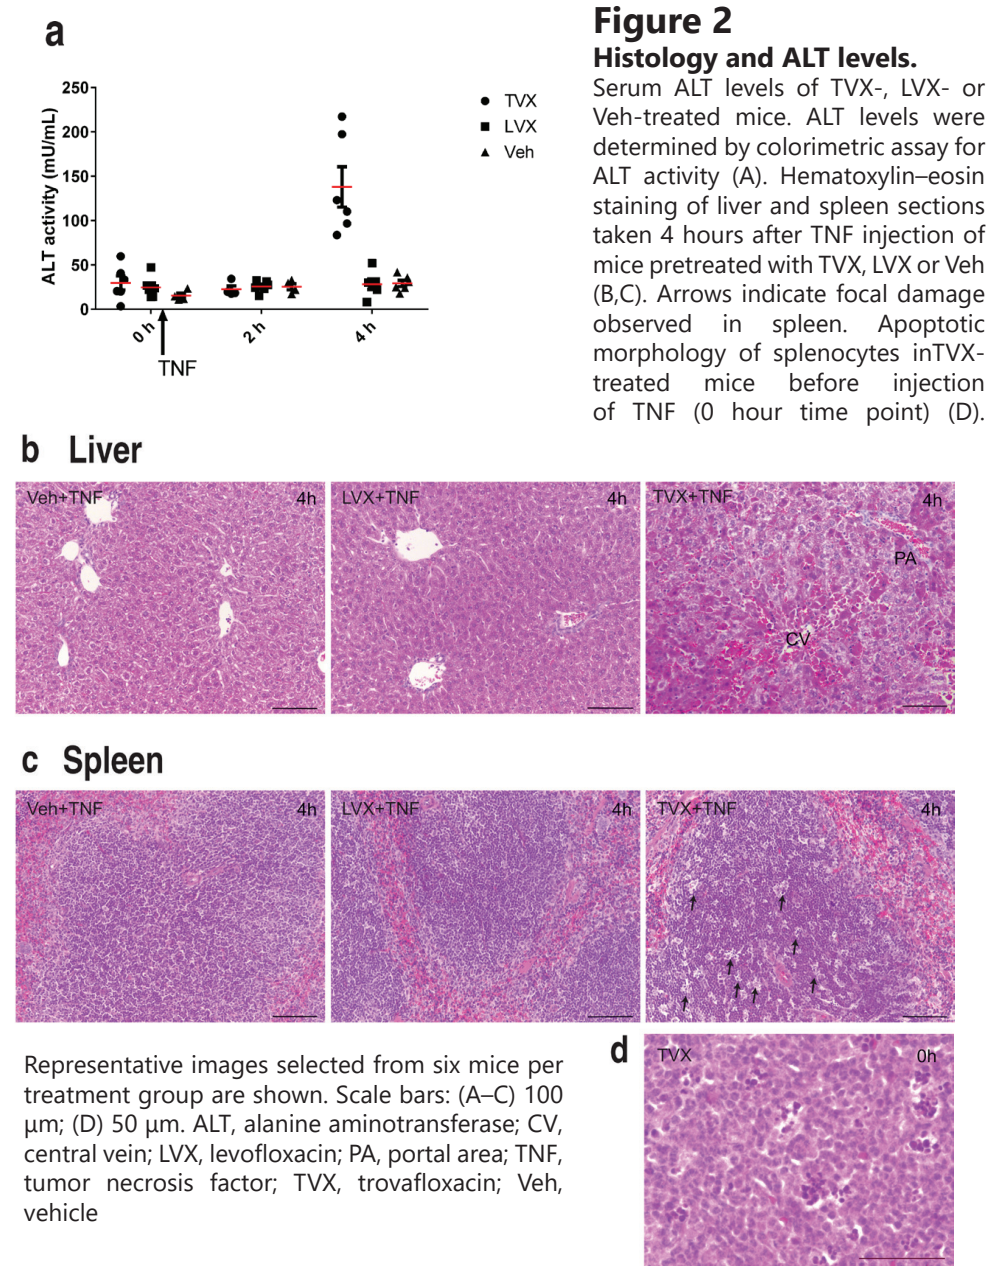 a
250
200
150
100
50
0
ALT activity (mU/mL)
0 h
2 h
4 h
TNF
TVX
LVX
Veh
Figure 2
Histology and ALT levels.
Serum ALT levels of TVX-, LVX- or
Veh-treated mice. ALT levels were
determined by colorimetric assay for
ALT activity (A). Hematoxylin–eosin
staining of liver and spleen sections
taken 4 hours after TNF injection of
mice pretreated with TVX, LVX or Veh
(B,C). Arrows indicate focal damage
observed in spleen. Apoptotic
morphology of splenocytes inTVX-
treated mice before injection
of TNF (0 hour time point) (D).
b Liver
Veh+TNF 4h
LVX+TNF 4h
TVX+TNF 4h
PA
CV
c Spleen
Veh+TNF 4h
LVX+TNF 4h
TVX+TNF 4h
Representative images selected from six mice per
treatment group are shown. Scale bars: (A–C) 100
μm; (D) 50 μm. ALT, alanine aminotransferase; CV,
central vein; LVX, levofloxacin; PA, portal area; TNF,
tumor necrosis factor; TVX, trovafloxacin; Veh,
vehicle
d
TVX 0h